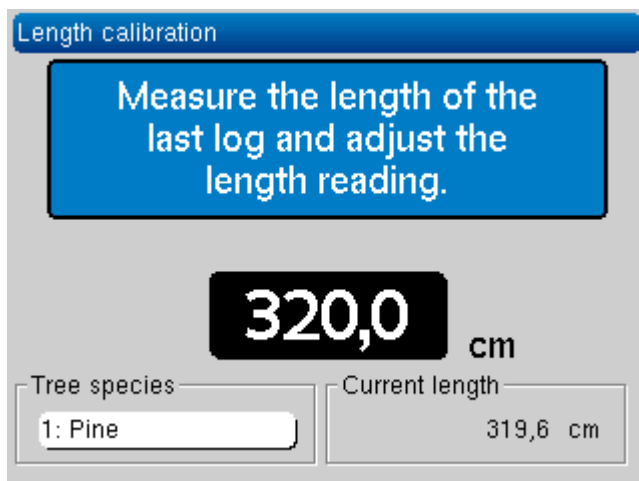 Length calibration
Measure the length of the
last log and adjust the
length reading.
320,0 cm
Tree species
1: Pine
Current length
319,6 cm